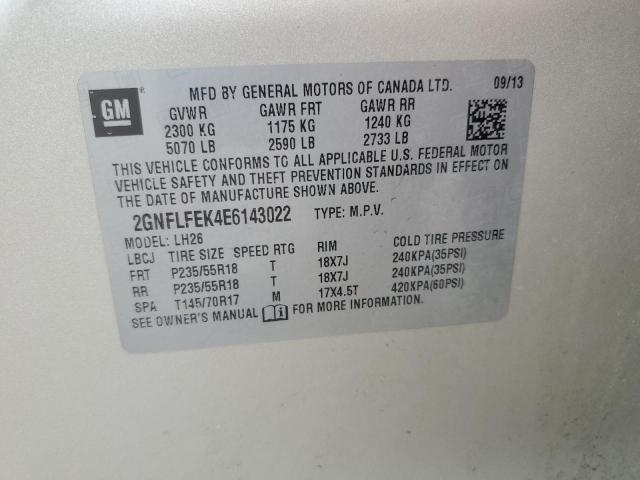 GM ® MFD BY GENERAL MOTORS OF CANADA LTD. 09/13
GVWR GAWR FRT GAWR RR
2300 KG 1175 KG 1240 KG
5070 LB 2590 LB 2733 LB
THIS VEHICLE CONFORMS TO ALL APPLICABLE U.S. FEDERAL MOTOR
VEHICLE SAFETY AND THEFT PREVENTION STANDARDS IN EFFECT ON
THE DATE OF MANUFACTURE SHOWN ABOVE.
2GNFLFEK4E6143022 TYPE: M.P.V.
MODEL: LH26
LBCJ TIRE SIZE SPEED RTG RIM COLD TIRE PRESSURE
FRT P235/55R18 T 18X7J 240KPA(35PSI)
RR P235/55R18 T 18X7J 240KPA(35PSI)
SPA T145/70R17 M 17X4.5T 420KPA(60PSI)
SEE OWNER'S MANUAL i FOR MORE INFORMATION.